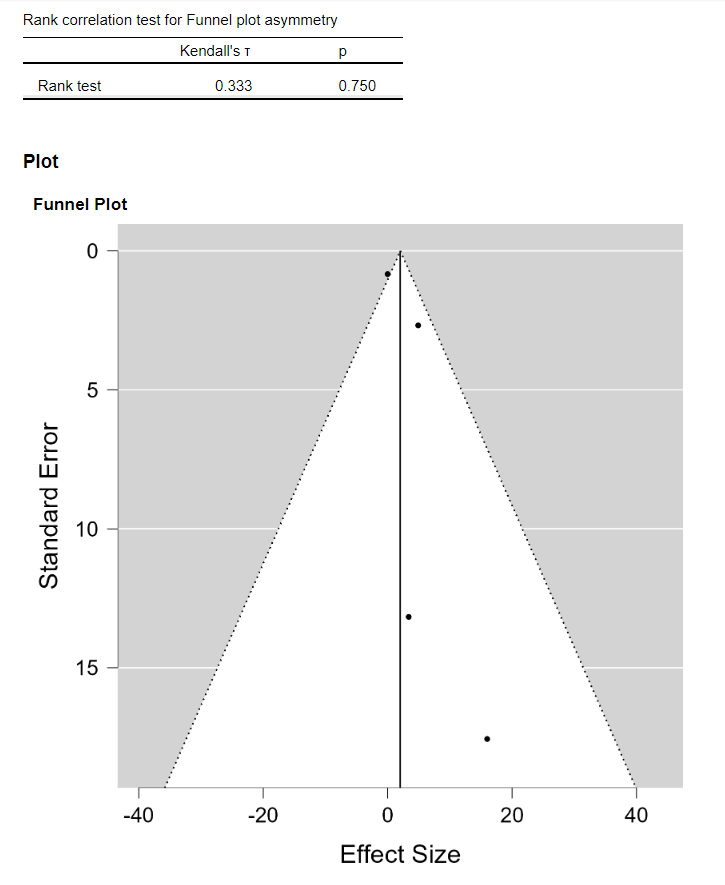 Rank correlation test for Funnel plot asymmetry
Kendall's τ p
Rank test 0.333 0.750
Plot
Funnel Plot
0
5
10
15
Standard Error
-40 -20 0 20 40
Effect Size